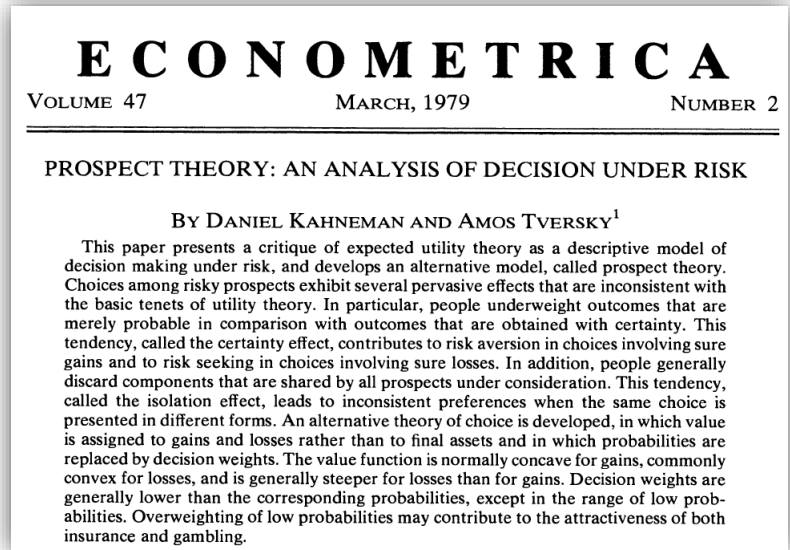 ECONOMETRICA
VOLUME 47 MARCH, 1979 NUMBER 2
PROSPECT THEORY: AN ANALYSIS OF DECISION UNDER RISK
BY DANIEL KAHNEMAN AND AMOS TVERSKY¹
This paper presents a critique of expected utility theory as a descriptive model of
decision making under risk, and develops an alternative model, called prospect theory.
Choices among risky prospects exhibit several pervasive effects that are inconsistent with
the basic tenets of utility theory. In particular, people underweight outcomes that are
merely probable in comparison with outcomes that are obtained with certainty. This
tendency, called the certainty effect, contributes to risk aversion in choices involving sure
gains and to risk seeking in choices involving sure losses. In addition, people generally
discard components that are shared by all prospects under consideration. This tendency,
called the isolation effect, leads to inconsistent preferences when the same choice is
presented in different forms. An alternative theory of choice is developed, in which value
is assigned to gains and losses rather than to final assets and in which probabilities are
replaced by decision weights. The value function is normally concave for gains, commonly
convex for losses, and is generally steeper for losses than for gains. Decision weights are
generally lower than the corresponding probabilities, except in the range of low prob-
abilities. Overweighting of low probabilities may contribute to the attractiveness of both
insurance and gambling.